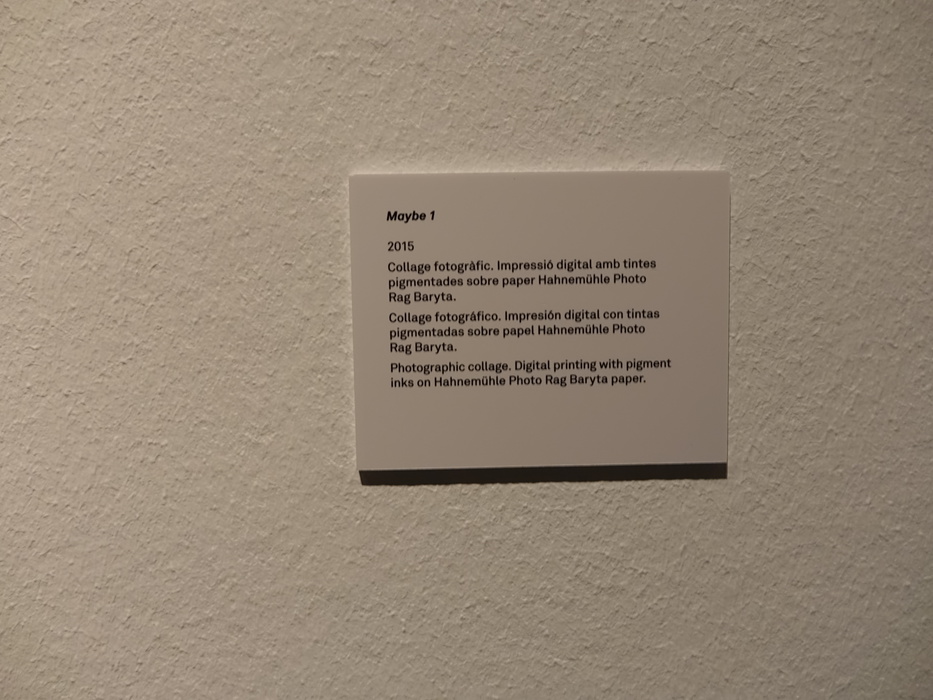 Maybe 1
2015
Collage fotogràfic. Impressió digital amb tintes
pigmentades sobre paper Hahnemühle Photo
Rag Baryta.
Collage fotográfico. Impresión digital con tintas
pigmentadas sobre papel Hahnemühle Photo
Rag Baryta.
Photographic collage. Digital printing with pigment
inks on Hahnemühle Photo Rag Baryta paper.